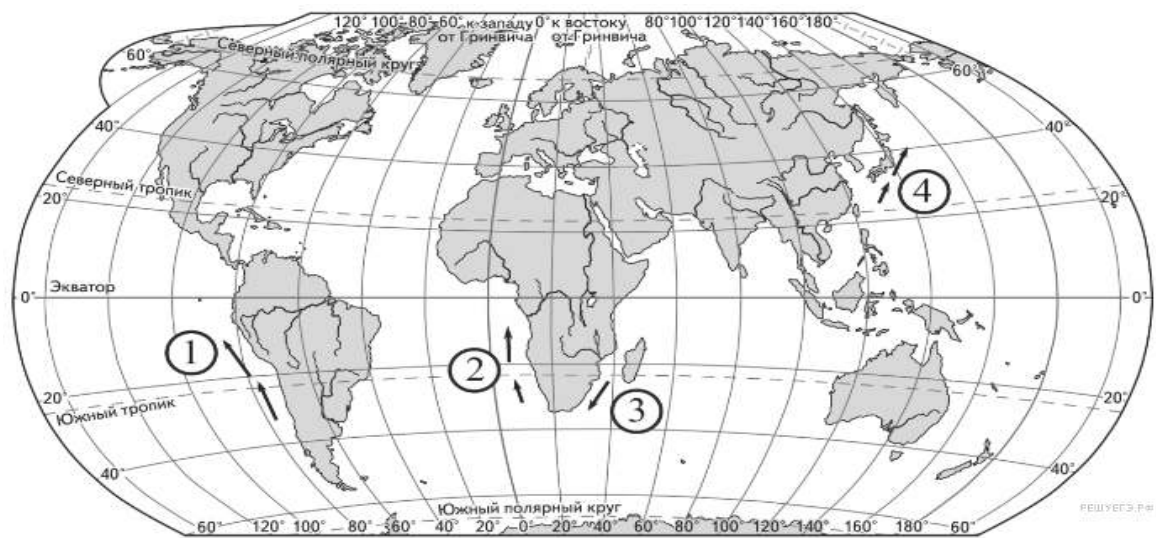 120° 100° 80° 60° к западу 0° к востоку 80° 100° 120° 140° 160° 180°
от Гринвича от Гринвича
60° Северный полярный круг 60°
40° 40°
Северный тропик
20° 20°
4
Экватор
0° 0°
1
2
3
20° 20°
Южный тропик
40° 40°
Южный полярный круг
60° 120° 100° 80° 60° 40° 20° 0° 20° 40° 60° 80° 100° 120° 140° 160° 180° 60°
РЕШУЕГЭ.РФ